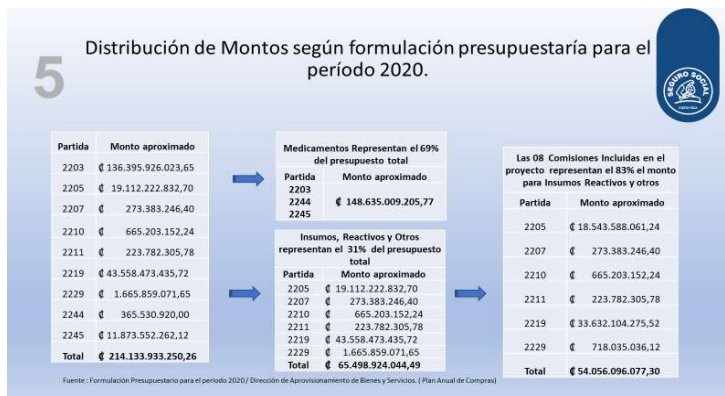 5
Distribución de Montos según formulación presupuestaría para el
período 2020.
SEGURO SOCIAL
COSTA RICA
Partida Monto aproximado
2203 ₡ 136.395.926.023,65
2205 ₡ 19.112.222.832,70
2207 ₡ 273.383.246,40
2210 ₡ 665.203.152,24
2211 ₡ 223.782.305,78
2219 ₡ 43.558.473.435,72
2229 ₡ 1.665.859.071,65
2244 ₡ 365.530.920,00
2245 ₡ 11.873.552.262,12
Total ₡ 214.133.933.250,26
Medicamentos Representan el 69%
del presupuesto total
Partida Monto aproximado
2203
2244 ₡ 148.635.009.205,77
2245
Insumos, Reactivos y Otros
representan el 31% del presupuesto
total
Partida Monto aproximado
2205 ₡ 19.112.222.832,70
2207 ₡ 273.383.246,40
2210 ₡ 665.203.152,24
2211 ₡ 223.782.305,78
2219 ₡ 43.558.473.435,72
2229 ₡ 1.665.859.071,65
Total ₡ 65.498.924.044,49
Las 08 Comisiones Incluidas en el
proyecto representan el 83% el monto
para Insumos Reactivos y otros
Partida Monto aproximado
2205 ₡ 18.543.588.061,24
2207 ₡ 273.383.246,40
2210 ₡ 665.203.152,24
2211 ₡ 223.782.305,78
2219 ₡ 33.632.104.275,52
2229 ₡ 718.035.036,12
Total ₡ 54.056.096.077,30
Fuente : Formulación Presupuestario para el periodo 2020 / Dirección de Aprovisionamiento de Bienes y Servicios. ( Plan Anual de Compras)